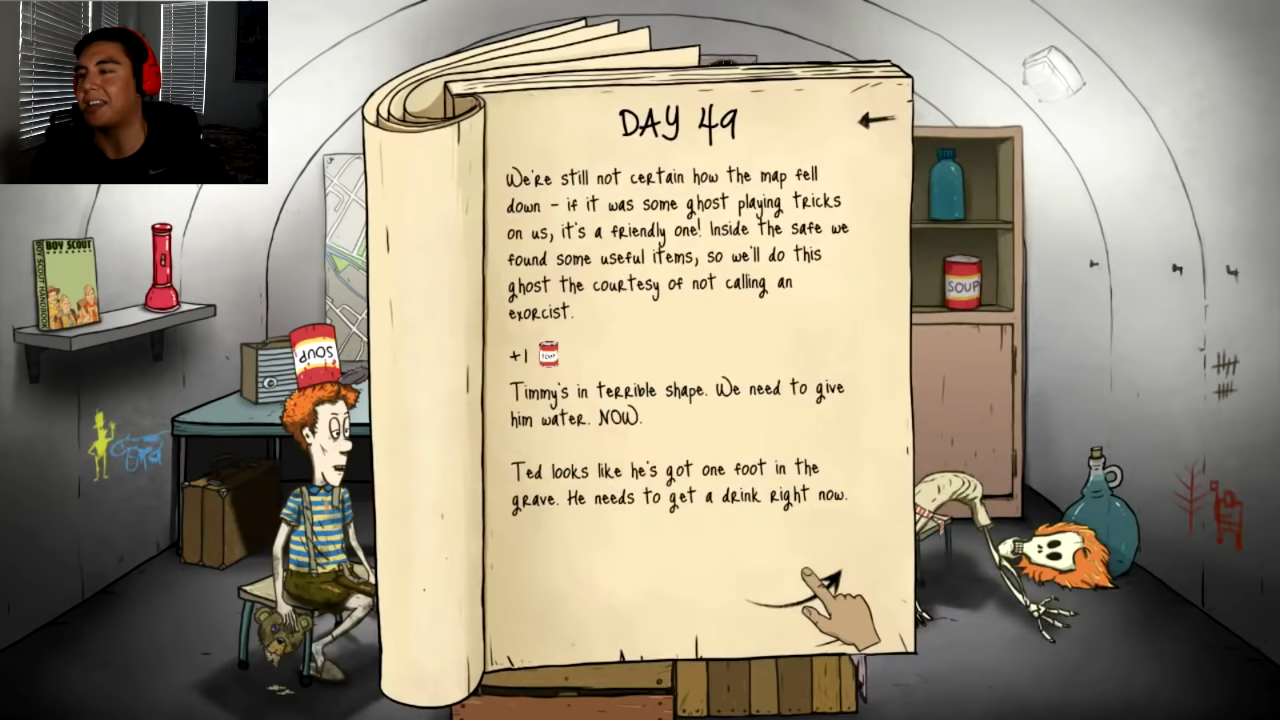 DAY 49
We're still not certain how the map fell
down - if it was some ghost playing tricks
on us, it's a friendly one! Inside the safe we
found some useful items, so we'll do this
ghost the courtesy of not calling an
exorcist.
+1 SOUP
Timmy's in terrible shape. We need to give
him water. NOW.
Ted looks like he's got one foot in the
grave. He needs to get a drink right now.
BOY SCOUT
BOY SCOUT HANDBOOK
SOUP
SOUP